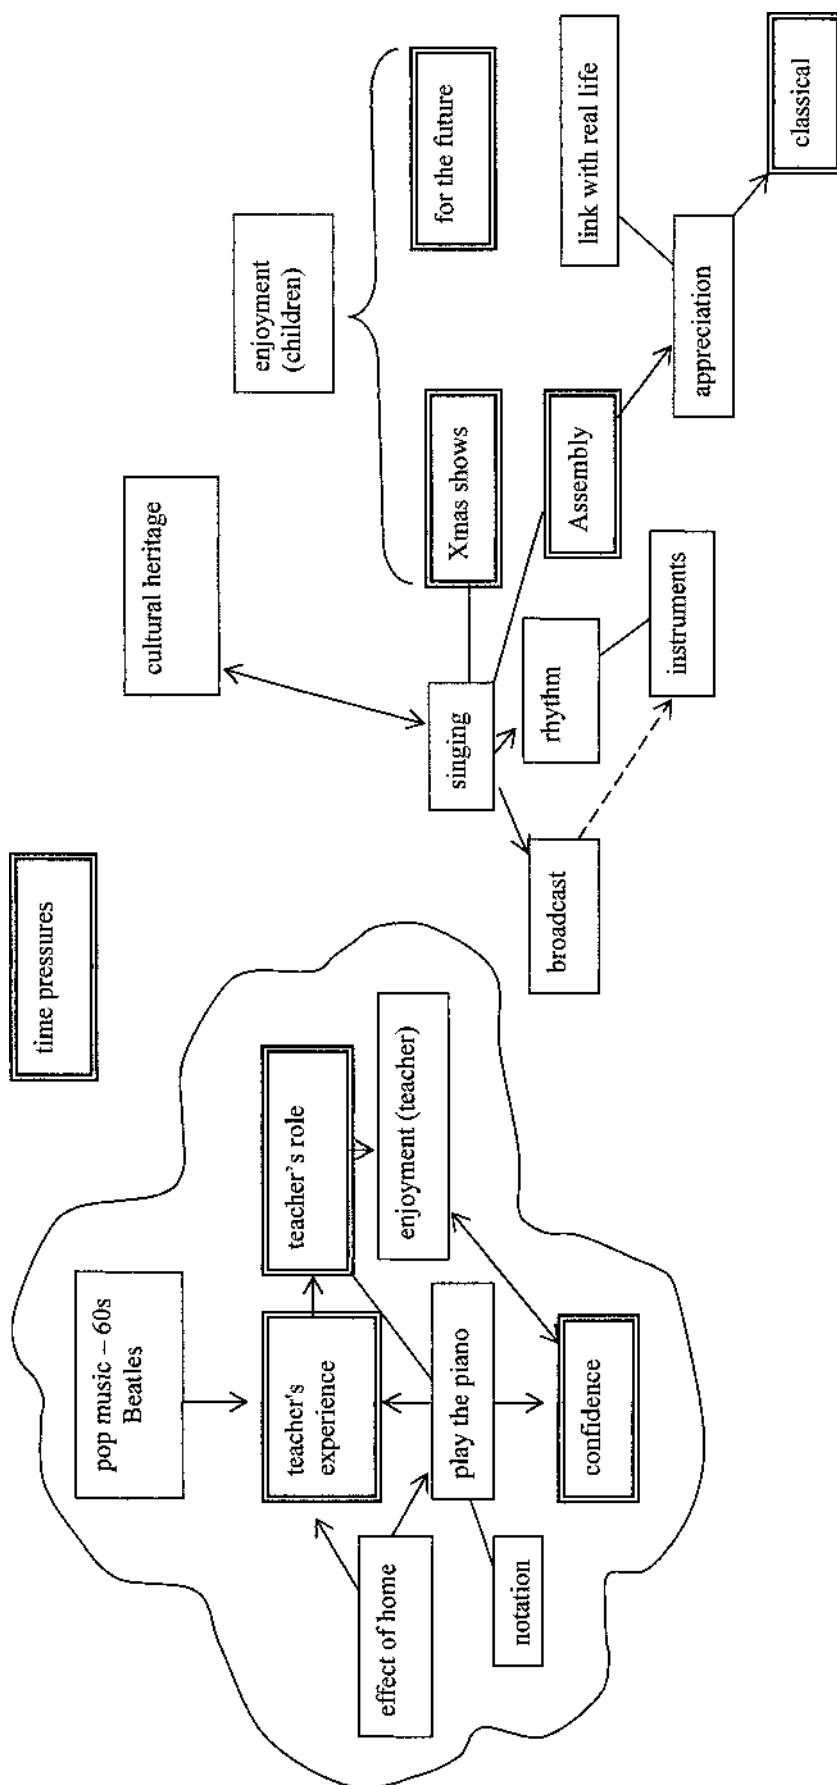 time pressures
pop music – 60s
Beatles
teacher's
experience
teacher's role
enjoyment (teacher)
effect of home
play the piano
notation
confidence
cultural heritage
enjoyment
(children)
singing
Xmas shows
for the future
broadcast
rhythm
Assembly
link with real life
instruments
appreciation
classical